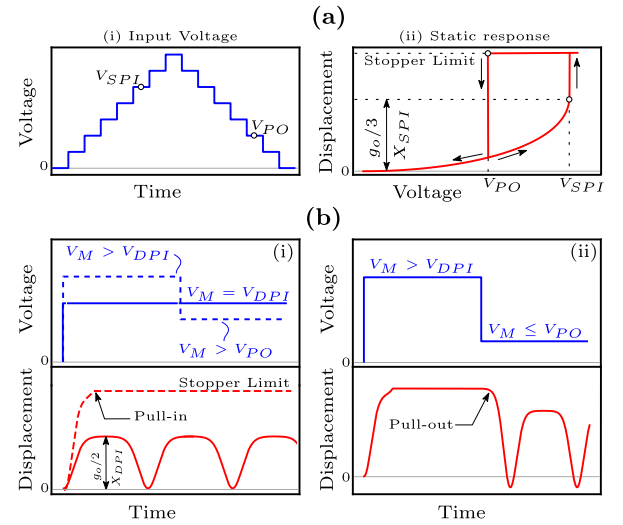 (a)
(i) Input Voltage
Voltage
V_SPI
V_PO
0
Time
(ii) Static response
Displacement
Stopper Limit
g_o/3
X_SPI
0
Voltage
V_PO
V_SPI
(b)
(i)
Voltage
V_M > V_DPI
V_M = V_DPI
V_M > V_PO
0
Displacement
Stopper Limit
Pull-in
g_o/2
X_DPI
0
Time
(ii)
Voltage
V_M > V_DPI
V_M ≤ V_PO
0
Displacement
Pull-out
0
Time